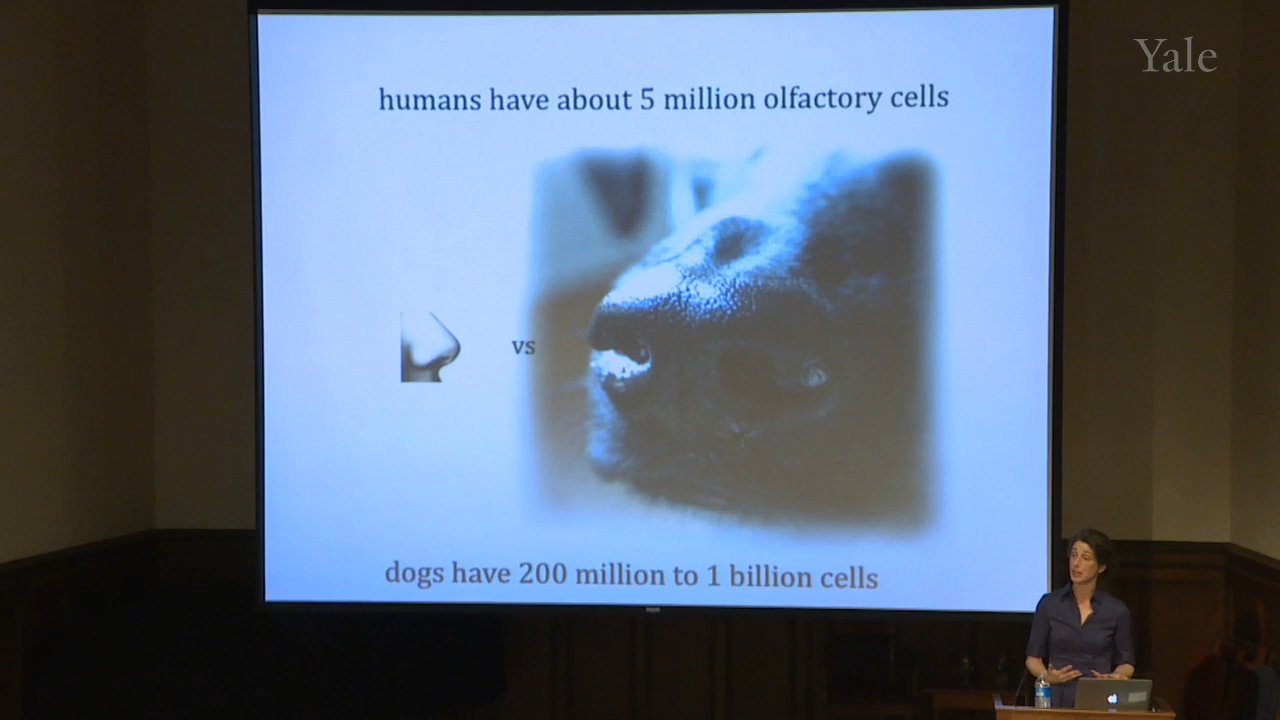 Yale
humans have about 5 million olfactory cells
vs
dogs have 200 million to 1 billion cells